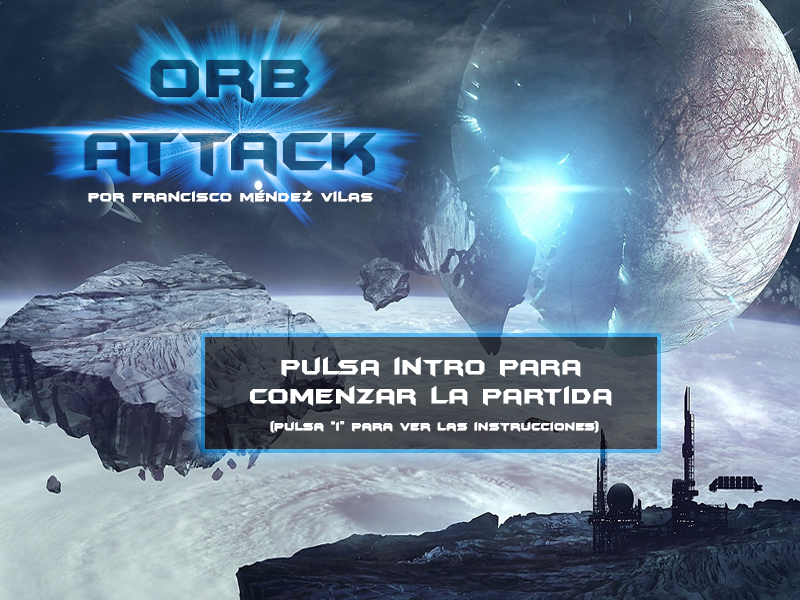 ORB
ATTACK
POR FRANCISCO MÉNDEZ VILAS
PULSA INTRO PARA
COMENZAR LA PARTIDA
(PULSA "I" PARA VER LAS INSTRUCCIONES)